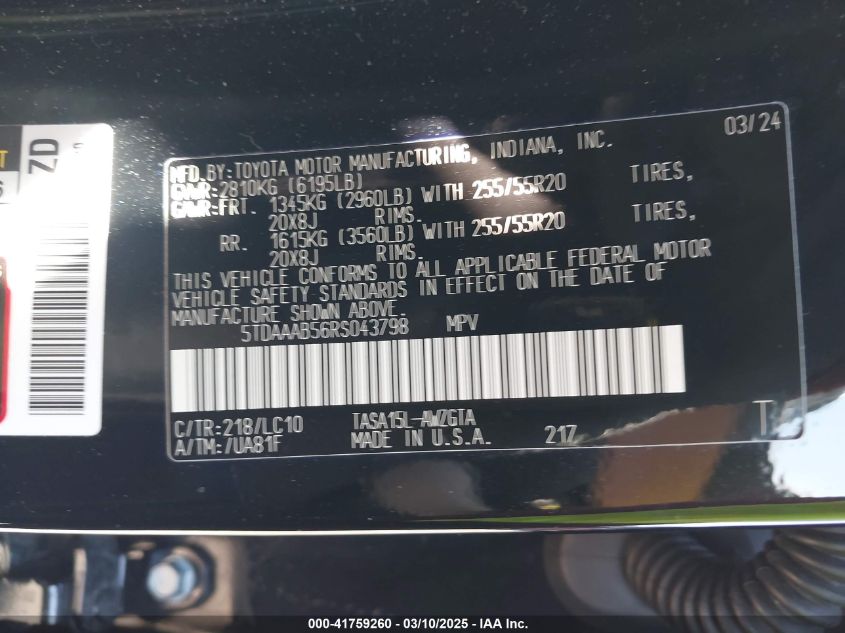 ZD
03/24
MFD.BY:TOYOTA MOTOR MANUFACTURING, INDIANA, INC.
GVWR:2810KG (6195LB)
GAWR:FRT. 1345KG (2960LB) WITH 255/55R20 TIRES,
20X8J RIMS.
RR. 1615KG (3560LB) WITH 255/55R20 TIRES,
20X8J RIMS.
THIS VEHICLE CONFORMS TO ALL APPLICABLE FEDERAL MOTOR
VEHICLE SAFETY STANDARDS IN EFFECT ON THE DATE OF
MANUFACTURE SHOWN ABOVE.
5TDAAAB56RS043798 MPV
C/TR:218/LC10 TASA15L-AWZGTA
A/TM:/UA81F MADE IN U.S.A. 21Z T
000-41759260 - 03/10/2025 - IAA Inc.